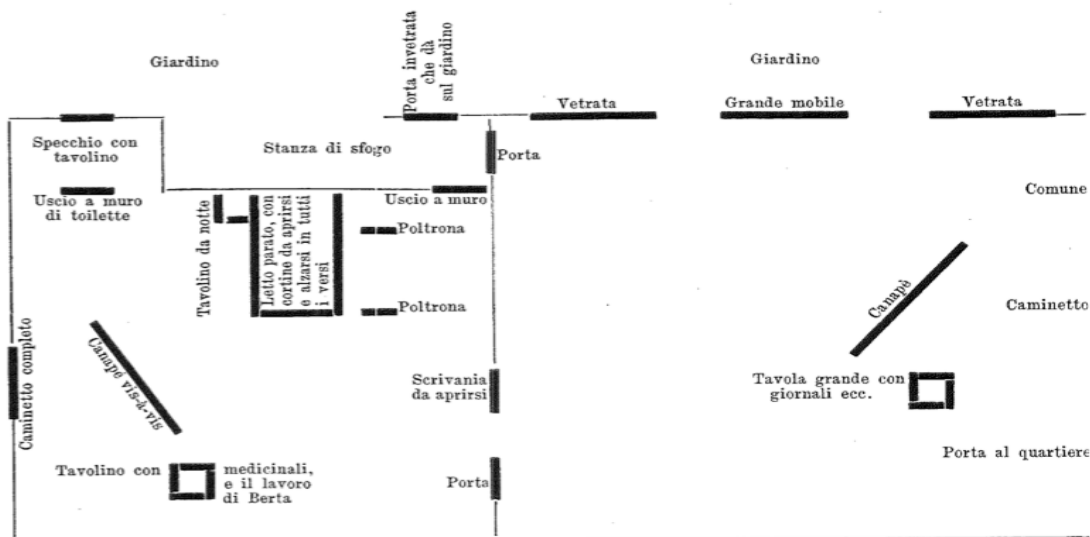 Giardino
Porta invetrata
che dà
sul giardino
Giardino
Vetrata
Grande mobile
Vetrata
Specchio con
tavolino
Stanza di sfogo
Porta
Uscio a muro
di toilette
Uscio a muro
Comune
Tavolino da notte
Letto parato, con
cortine da aprirsi
e alzarsi in tutti
i versi
Poltrona
Poltrona
Canapè
Caminetto
Caminetto completo
Canapé vis-à-vis
Scrivania
da aprirsi
Tavola grande con
giornali ecc.
Porta al quartiere
Tavolino con
medicinali,
e il lavoro
di Berta
Porta